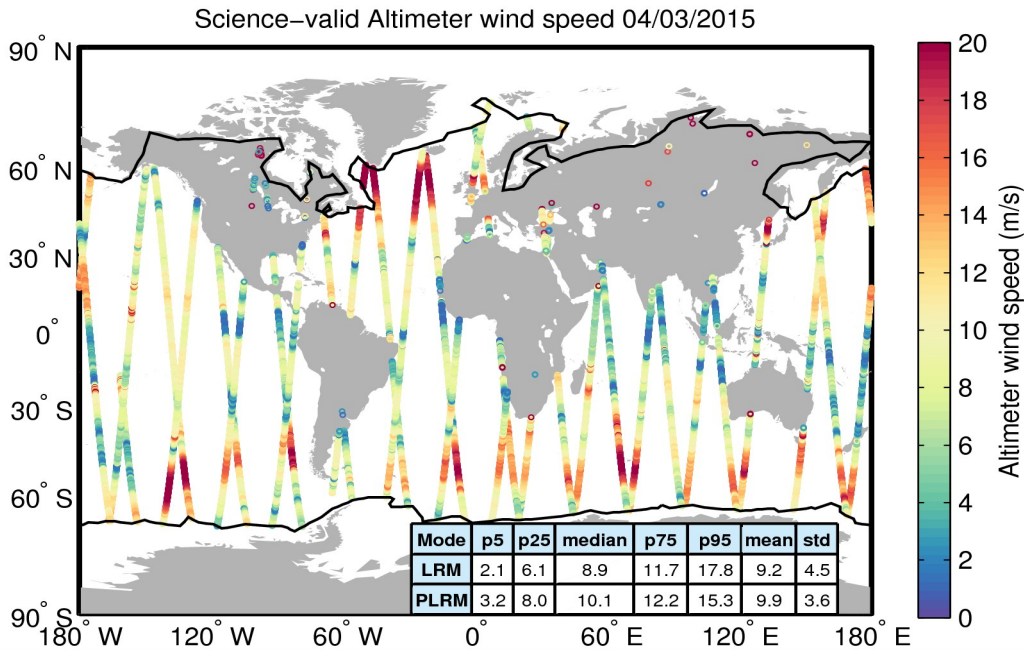 Science−valid Altimeter wind speed 04/03/2015
90° N
60° N
30° N
0°
30° S
60° S
90° S
180° W
120° W
60° W
0°
60° E
120° E
180° E
20
18
16
14
12
10
8
6
4
2
0
Altimeter wind speed (m/s)
Mode p5 p25 median p75 p95 mean std
LRM 2.1 6.1 8.9 11.7 17.8 9.2 4.5
PLRM 3.2 8.0 10.1 12.2 15.3 9.9 3.6